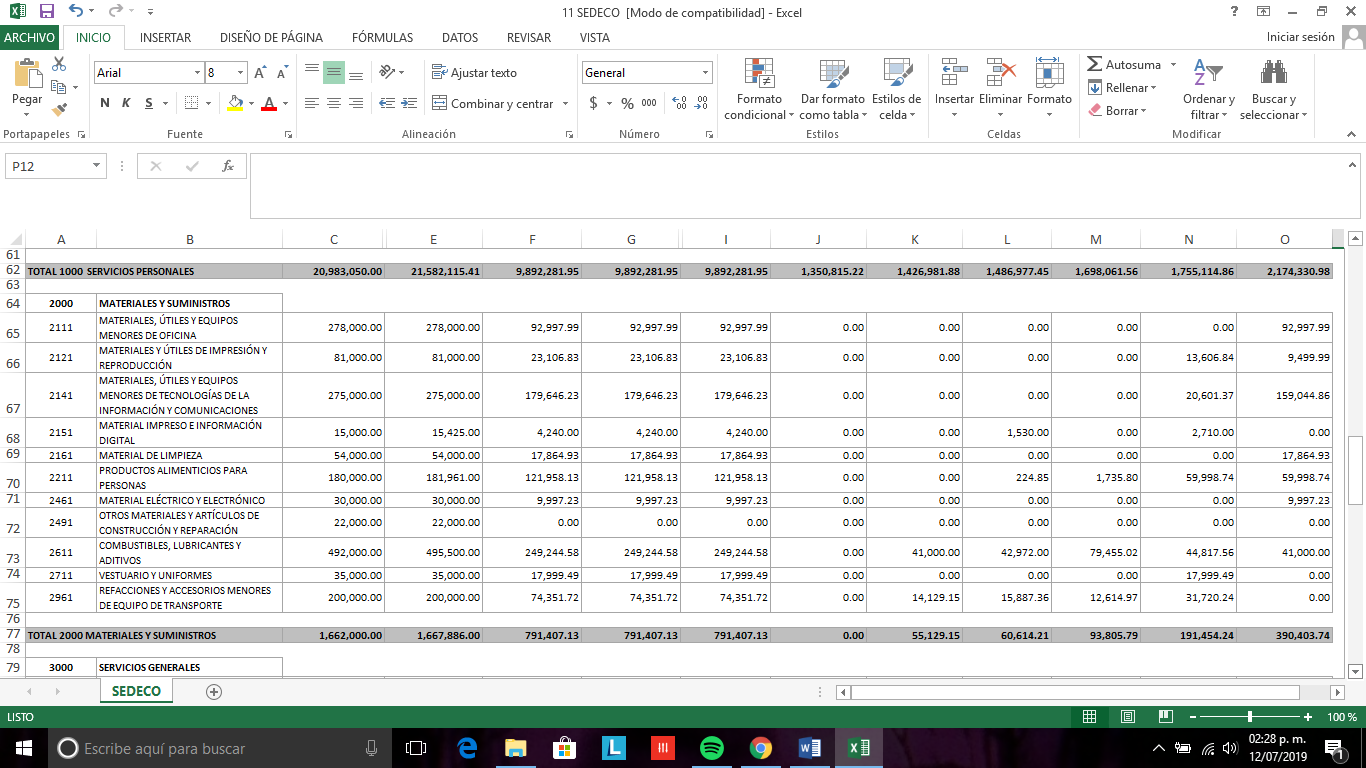 11 SEDECO [Modo de compatibilidad] - Excel
?
ARCHIVO INICIO INSERTAR DISEÑO DE PÁGINA FÓRMULAS DATOS REVISAR VISTA Iniciar sesión
Pegar
Arial 8 A A
N K S A
Ajustar texto
Combinar y centrar
General
$ % 000
Formato condicional
Dar formato como tabla
Estilos de celda
Insertar Eliminar Formato
Autosuma
Rellenar
Borrar
Ordenar y filtrar
Buscar y seleccionar
Portapapeles Fuente Alineación Número Estilos Celdas Modificar
P12 fx
A B C E F G I J K L M N O
61
62 TOTAL 1000 SERVICIOS PERSONALES 20,983,050.00 21,582,115.41 9,892,281.95 9,892,281.95 9,892,281.95 1,350,815.22 1,426,981.88 1,486,977.45 1,698,061.56 1,755,114.86 2,174,330.98
63
64 2000 MATERIALES Y SUMINISTROS
65 2111 MATERIALES, ÚTILES Y EQUIPOS MENORES DE OFICINA 278,000.00 278,000.00 92,997.99 92,997.99 92,997.99 0.00 0.00 0.00 0.00 0.00 92,997.99
66 2121 MATERIALES Y ÚTILES DE IMPRESIÓN Y REPRODUCCIÓN 81,000.00 81,000.00 23,106.83 23,106.83 23,106.83 0.00 0.00 0.00 0.00 13,606.84 9,499.99
67 2141 MATERIALES, ÚTILES Y EQUIPOS MENORES DE TECNOLOGÍAS DE LA INFORMACIÓN Y COMUNICACIONES 275,000.00 275,000.00 179,646.23 179,646.23 179,646.23 0.00 0.00 0.00 0.00 20,601.37 159,044.86
68 2151 MATERIAL IMPRESO E INFORMACIÓN DIGITAL 15,000.00 15,425.00 4,240.00 4,240.00 4,240.00 0.00 0.00 1,530.00 0.00 2,710.00 0.00
69 2161 MATERIAL DE LIMPIEZA 54,000.00 54,000.00 17,864.93 17,864.93 17,864.93 0.00 0.00 0.00 0.00 0.00 17,864.93
70 2211 PRODUCTOS ALIMENTICIOS PARA PERSONAS 180,000.00 181,961.00 121,958.13 121,958.13 121,958.13 0.00 0.00 224.85 1,735.80 59,998.74 59,998.74
71 2461 MATERIAL ELÉCTRICO Y ELECTRÓNICO 30,000.00 30,000.00 9,997.23 9,997.23 9,997.23 0.00 0.00 0.00 0.00 0.00 9,997.23
72 2491 OTROS MATERIALES Y ARTÍCULOS DE CONSTRUCCIÓN Y REPARACIÓN 22,000.00 22,000.00 0.00 0.00 0.00 0.00 0.00 0.00 0.00 0.00 0.00
73 2611 COMBUSTIBLES, LUBRICANTES Y ADITIVOS 492,000.00 495,500.00 249,244.58 249,244.58 249,244.58 0.00 41,000.00 42,972.00 79,455.02 44,817.56 41,000.00
74 2711 VESTUARIO Y UNIFORMES 35,000.00 35,000.00 17,999.49 17,999.49 17,999.49 0.00 0.00 0.00 0.00 17,999.49 0.00
75 2961 REFACCIONES Y ACCESORIOS MENORES DE EQUIPO DE TRANSPORTE 200,000.00 200,000.00 74,351.72 74,351.72 74,351.72 0.00 14,129.15 15,887.36 12,614.97 31,720.24 0.00
76
77 TOTAL 2000 MATERIALES Y SUMINISTROS 1,662,000.00 1,667,886.00 791,407.13 791,407.13 791,407.13 0.00 55,129.15 60,614.21 93,805.79 191,454.24 390,403.74
78
79 3000 SERVICIOS GENERALES
SEDECO
LISTO 100 %
Escribe aquí para buscar
02:28 p. m.
12/07/2019
1